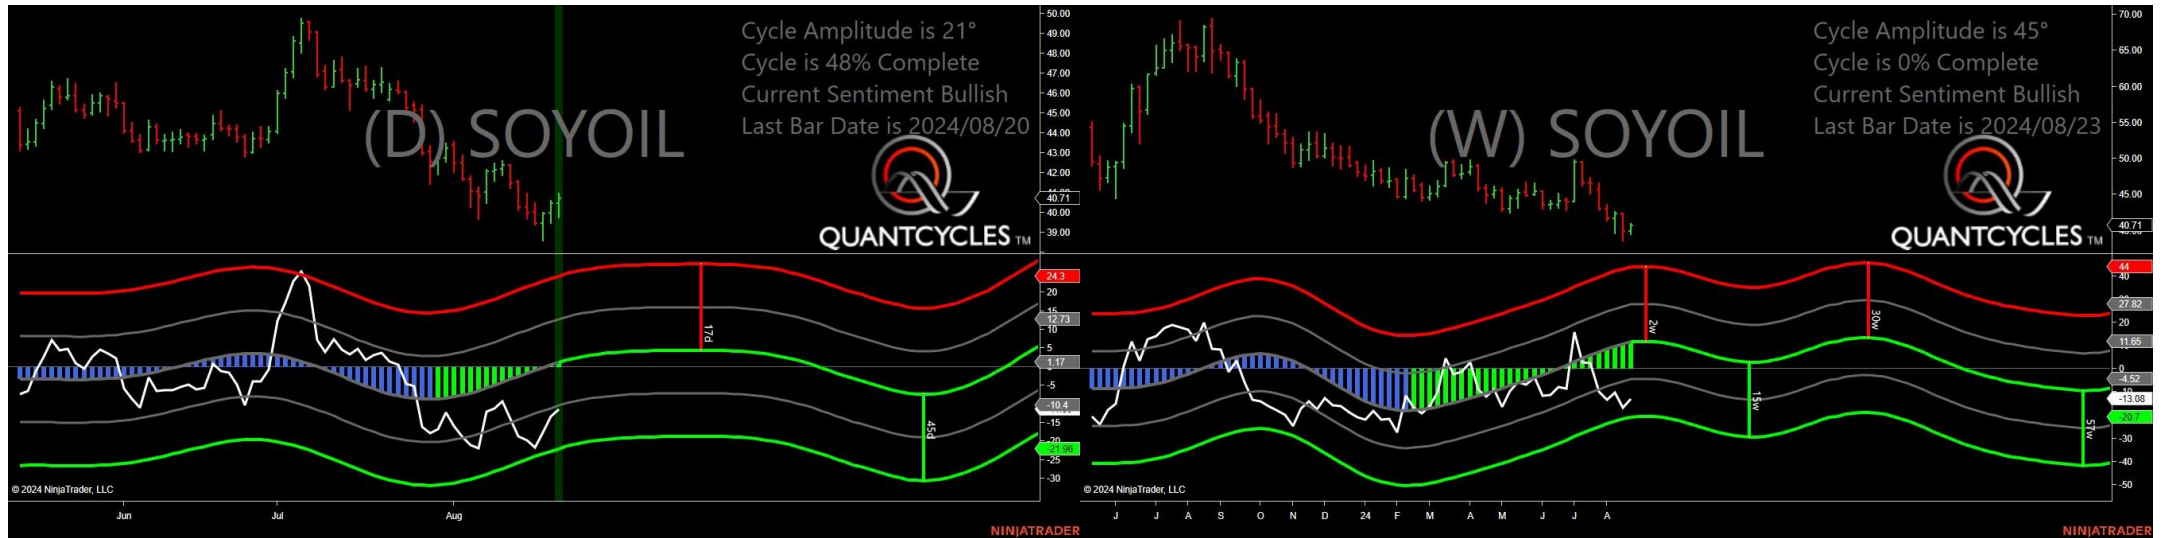 Cycle Amplitude is 21°
Cycle is 48% Complete
Current Sentiment Bullish
Last Bar Date is 2024/08/20
(D) SOYOIL
QUANTCYCLES TM
50.00
49.00
48.00
47.00
46.00
45.00
44.00
43.00
42.00
40.71
40.00
39.00
24.3
20
15
12.73
10
5
1.17
-5
-10.4
-15
-20
-21.96
-25
-30
17d
45d
© 2024 NinjaTrader, LLC
Jun
Jul
Aug
NINJATRADER
Cycle Amplitude is 45°
Cycle is 0% Complete
Current Sentiment Bullish
Last Bar Date is 2024/08/23
(W) SOYOIL
QUANTCYCLES TM
70.00
65.00
60.00
55.00
50.00
45.00
40.71
44
40
27.82
20
11.65
0
-4.52
-13.08
-20.7
-30
-40
-50
2w
30w
15w
57w
© 2024 NinjaTrader, LLC
J
J
A
S
O
N
D
24
F
M
A
M
J
J
A
NINJATRADER